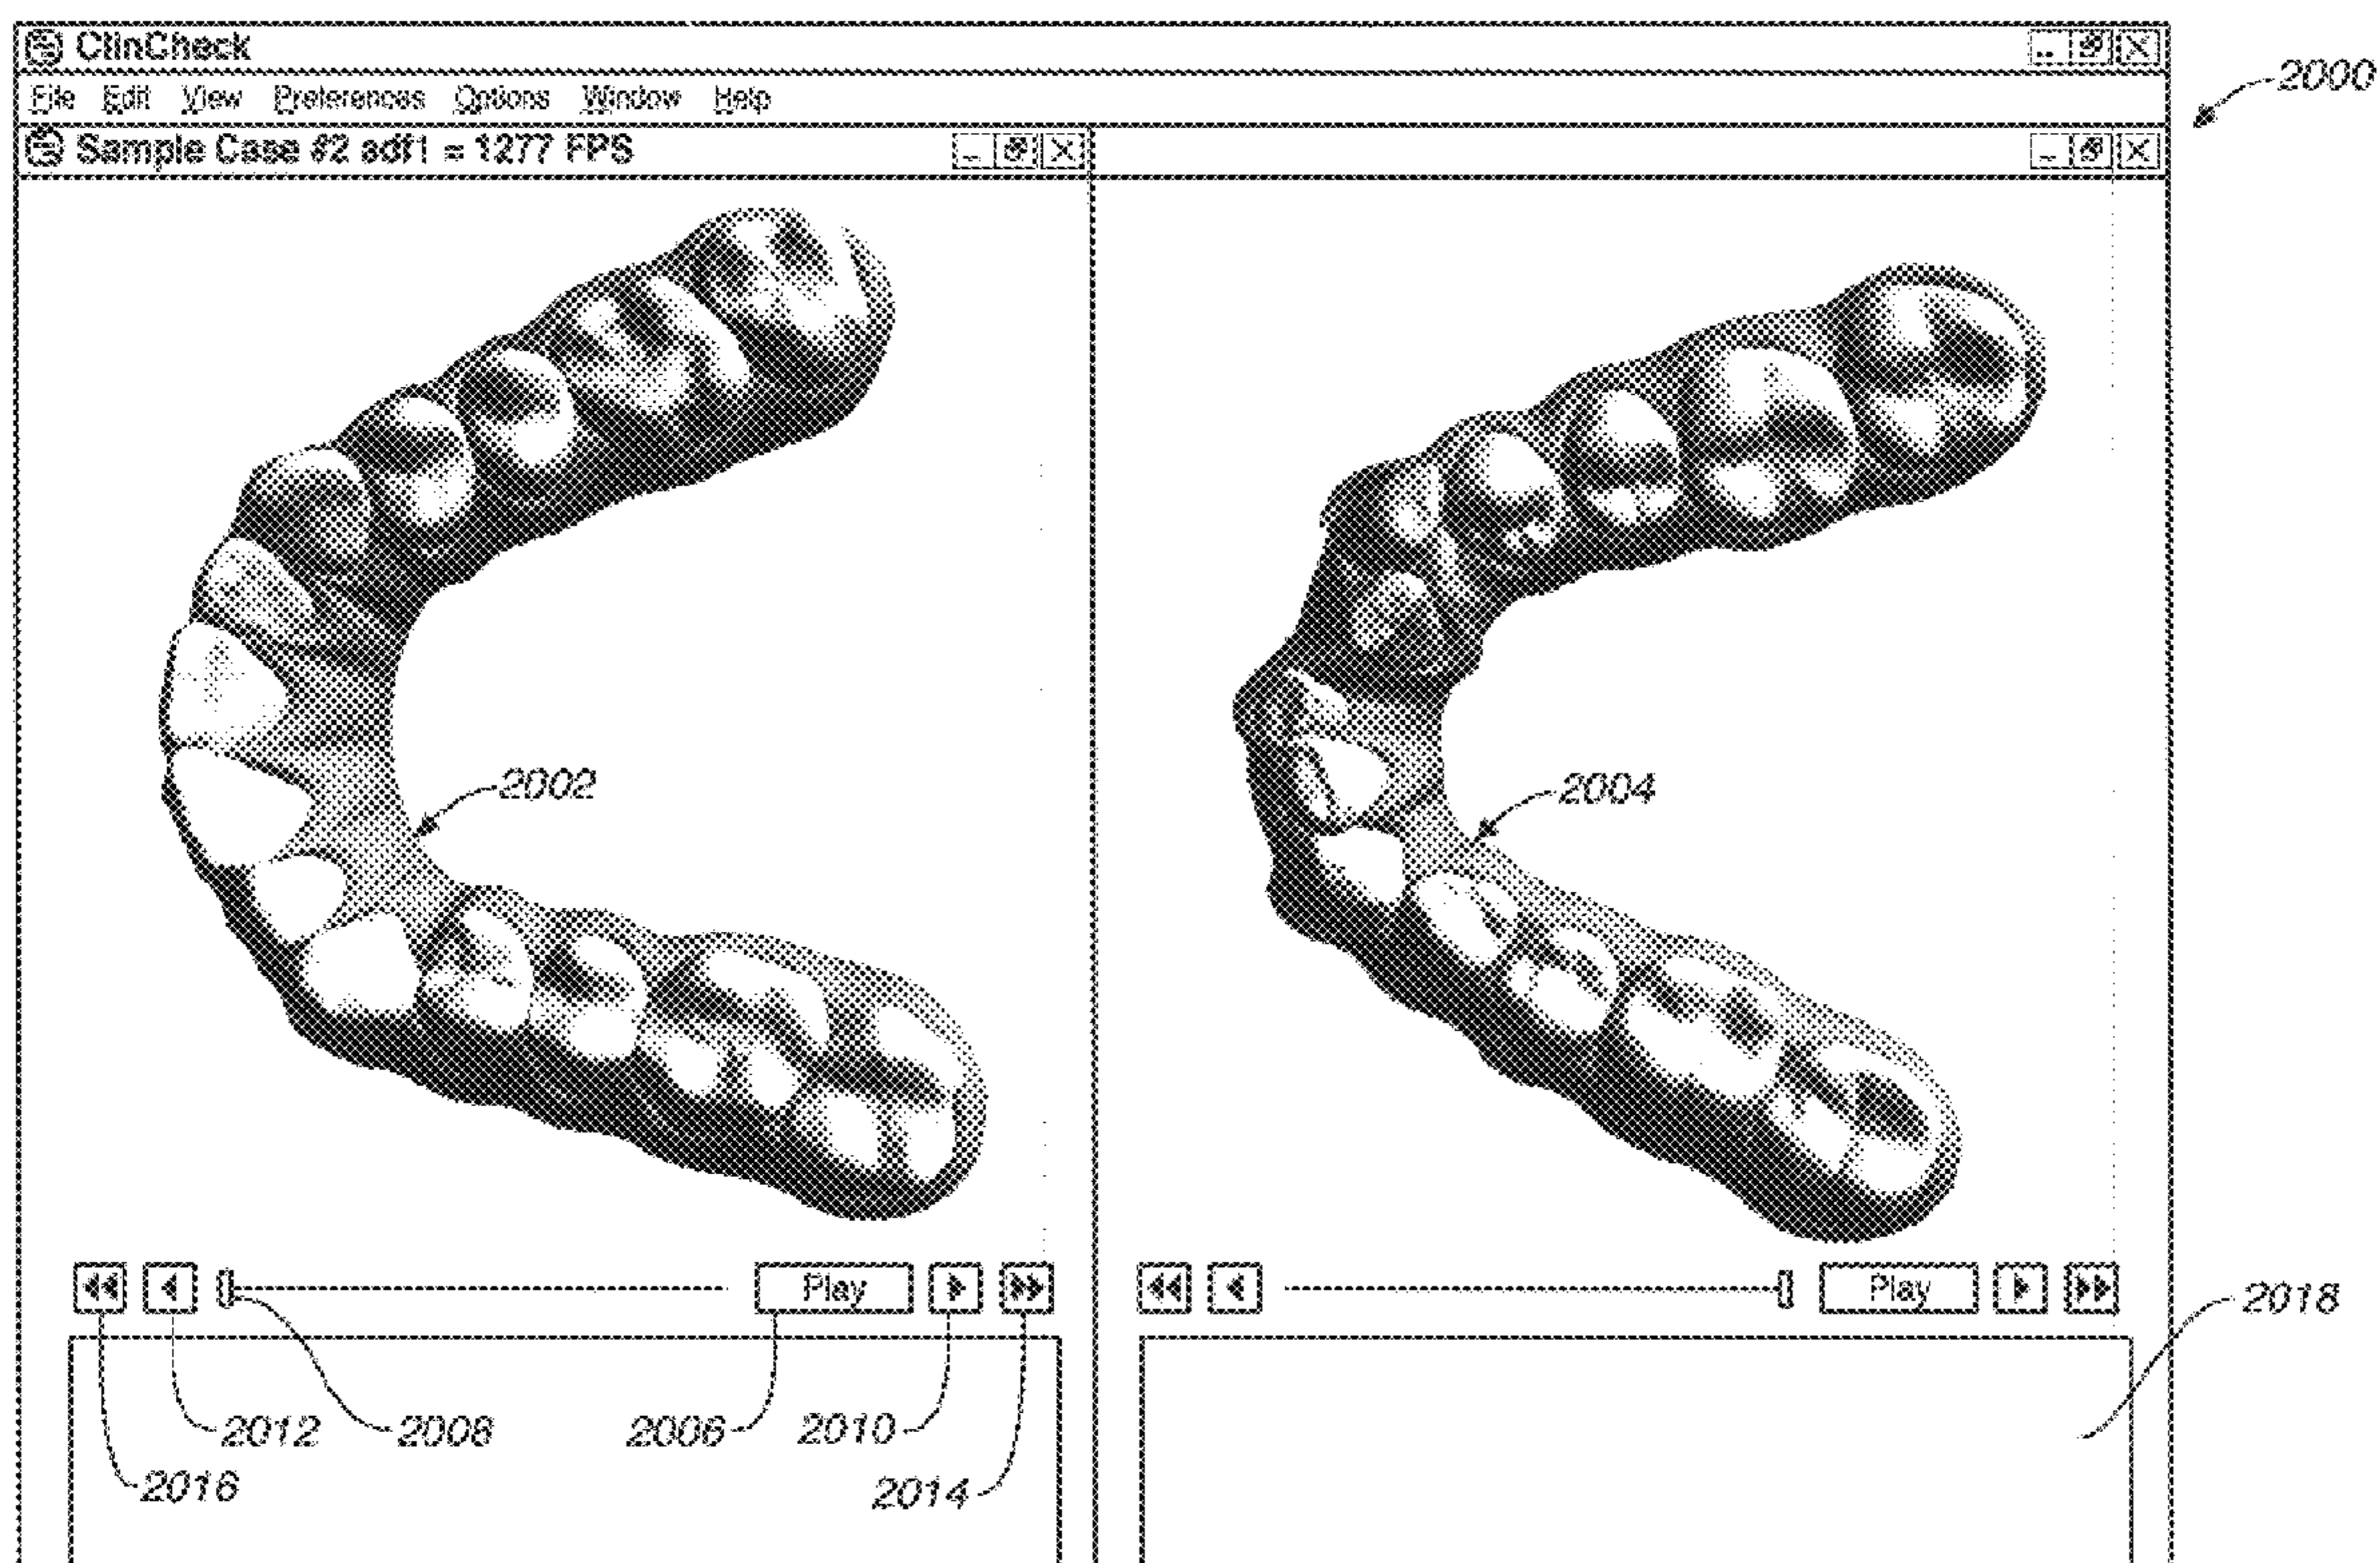 ClinCheck
File Edit View Preferences Options Window Help
2000
Sample Case #2 adf1 = 1277 FPS
2002
2004
Play
Play
2018
2012
2008
2006
2010
2016
2014